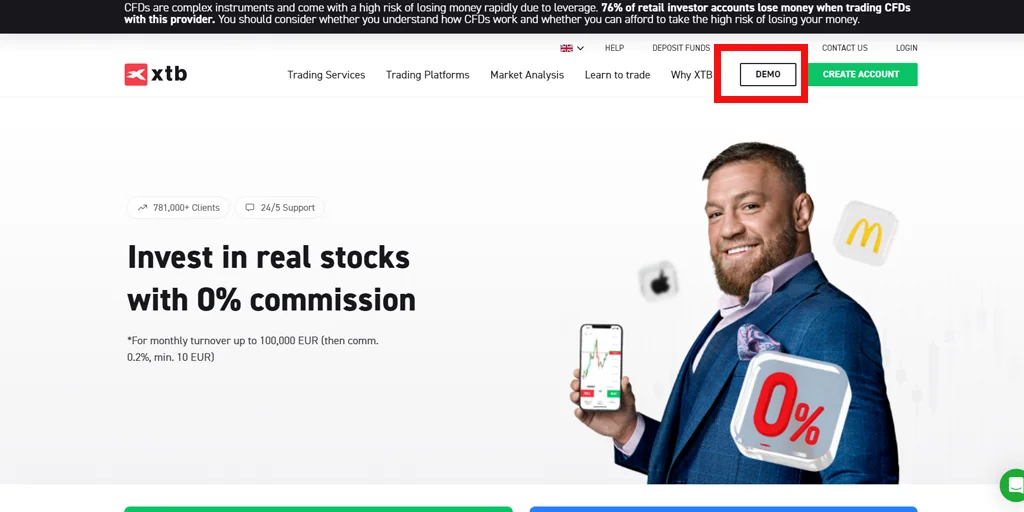 CFDs are complex instruments and come with a high risk of losing money rapidly due to leverage. 76% of retail investor accounts lose money when trading CFDs
with this provider. You should consider whether you understand how CFDs work and whether you can afford to take the high risk of losing your money.
HELP DEPOSIT FUNDS CONTACT US LOGIN
xtb Trading Services Trading Platforms Market Analysis Learn to trade Why XTB DEMO CREATE ACCOUNT
781,000+ Clients 24/5 Support
Invest in real stocks
with 0% commission
*For monthly turnover up to 100,000 EUR (then comm.
0.2%, min. 10 EUR)
0%